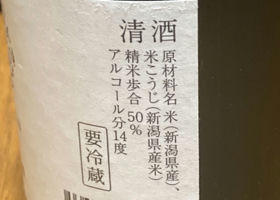 清酒
原材料名 米(新潟県産)、
米こうじ(新潟県産米)
精米歩合 50%
アルコール分14度
要冷蔵